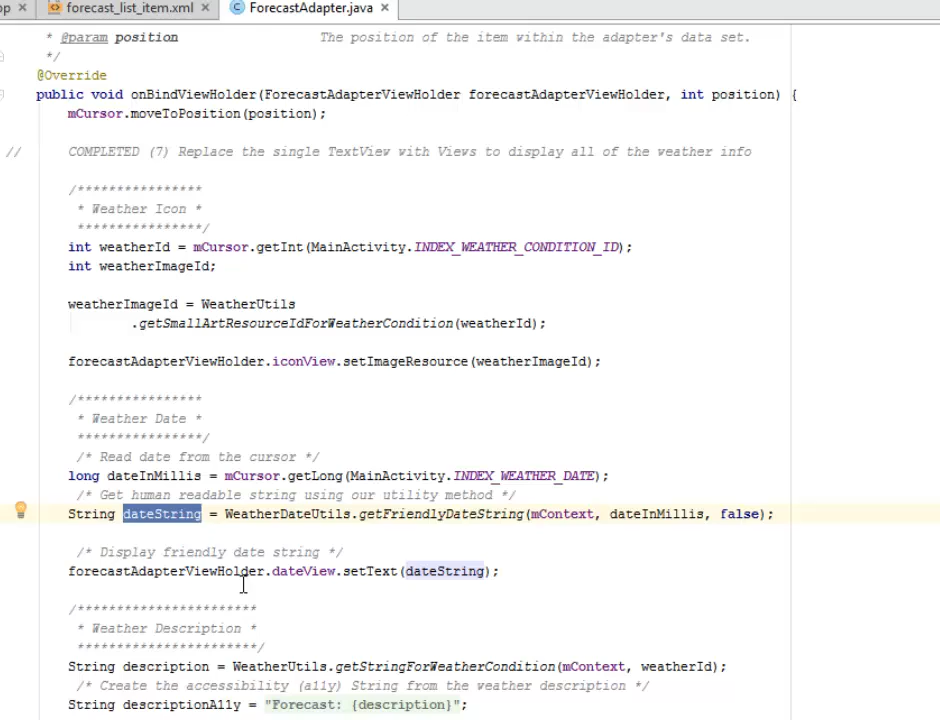 op × forecast_list_item.xml × ForecastAdapter.java ×
* @param position The position of the item within the adapter's data set.
*/
@Override
public void onBindViewHolder(ForecastAdapterViewHolder forecastAdapterViewHolder, int position) {
mCursor.moveToPosition(position);
// COMPLETED (7) Replace the single TextView with Views to display all of the weather info
/****************
* Weather Icon *
****************/
int weatherId = mCursor.getInt(MainActivity.INDEX_WEATHER_CONDITION_ID);
int weatherImageId;
weatherImageId = WeatherUtils
.getSmallArtResourceIdForWeatherCondition(weatherId);
forecastAdapterViewHolder.iconView.setImageResource(weatherImageId);
/****************
* Weather Date *
****************/
/* Read date from the cursor */
long dateInMillis = mCursor.getLong(MainActivity.INDEX_WEATHER_DATE);
/* Get human readable string using our utility method */
String dateString = WeatherDateUtils.getFriendlyDateString(mContext, dateInMillis, false);
/* Display friendly date string */
forecastAdapterViewHolder.dateView.setText(dateString);
/***********************
* Weather Description *
***********************/
String description = WeatherUtils.getStringForWeatherCondition(mContext, weatherId);
/* Create the accessibility (a11y) String from the weather description */
String descriptionA11y = "Forecast: {description}";